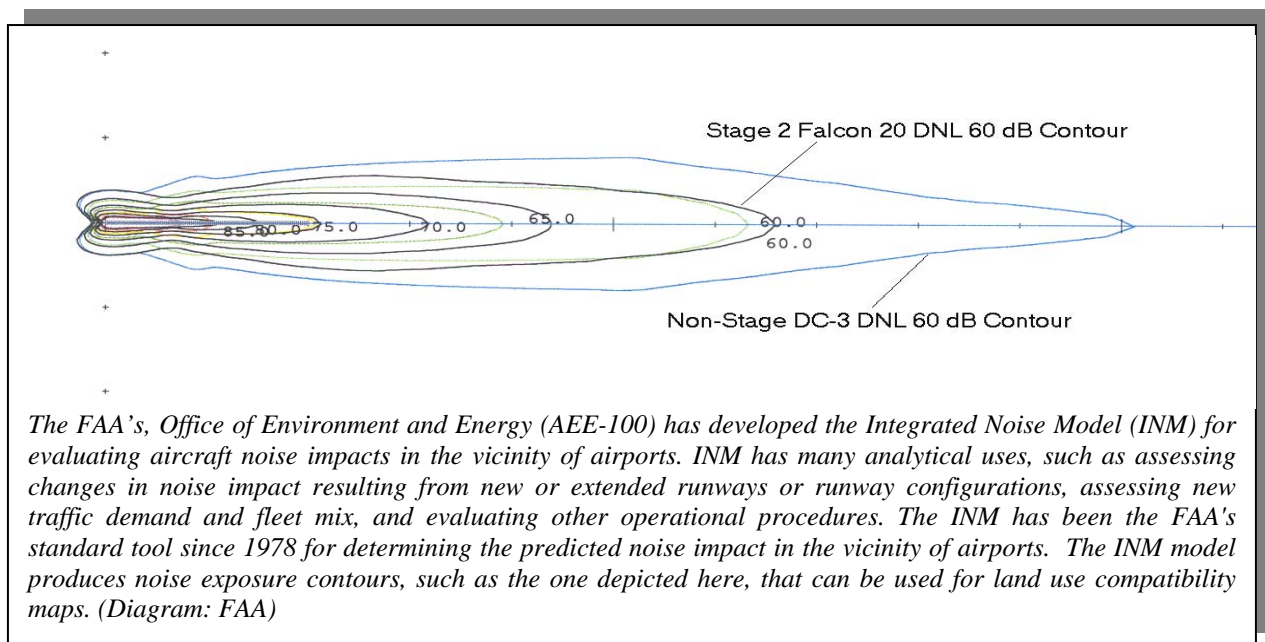 Stage 2 Falcon 20 DNL 60 dB Contour
85.0 80.0 75.0 70.0 65.0 60.0
60.0
Non-Stage DC-3 DNL 60 dB Contour
The FAA’s, Office of Environment and Energy (AEE-100) has developed the Integrated Noise Model (INM) for
evaluating aircraft noise impacts in the vicinity of airports. INM has many analytical uses, such as assessing
changes in noise impact resulting from new or extended runways or runway configurations, assessing new
traffic demand and fleet mix, and evaluating other operational procedures. The INM has been the FAA's
standard tool since 1978 for determining the predicted noise impact in the vicinity of airports. The INM model
produces noise exposure contours, such as the one depicted here, that can be used for land use compatibility
maps. (Diagram: FAA)